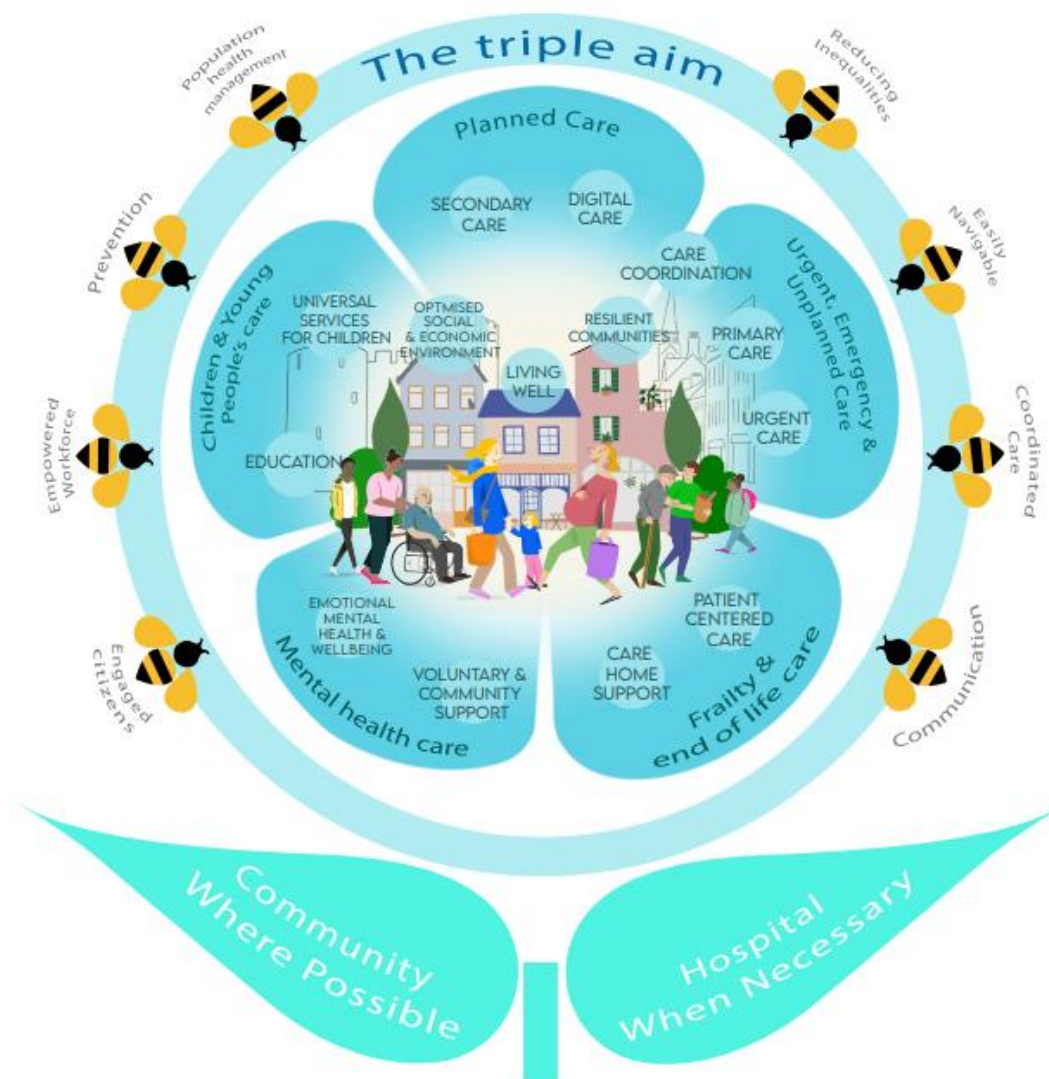 The triple aim
Population
health
management
Reducing
Inequalities
Prevention
Easily
Navigable
Empowered
Workforce
Coordinated
Care
Engaged
citizens
Communication
Planned Care
SECONDARY
CARE
DIGITAL
CARE
Children & Young
People's care
UNIVERSAL
SERVICES
FOR CHILDREN
EDUCATION
OPTMISED
SOCIAL
& ECONOMIC
ENVIRONMENT
LIVING
WELL
RESILIENT
COMMUNITIES
CARE
COORDINATION
Urgent, Emergency &
Unplanned Care
PRIMARY
CARE
URGENT
CARE
EMOTIONAL
MENTAL
HEALTH &
WELLBEING
VOLUNTARY &
COMMUNITY
SUPPORT
Mental health care
PATIENT
CENTERED
CARE
CARE
HOME
SUPPORT
Frailty &
end of life care
Community
Where Possible
Hospital
When Necessary